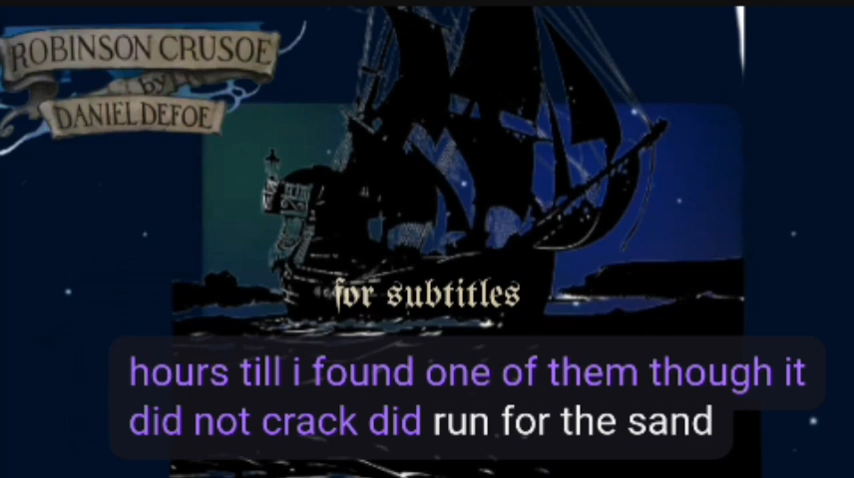 ROBINSON CRUSOE
by
DANIEL DEFOE
for subtitles
hours till i found one of them though it
did not crack did run for the sand